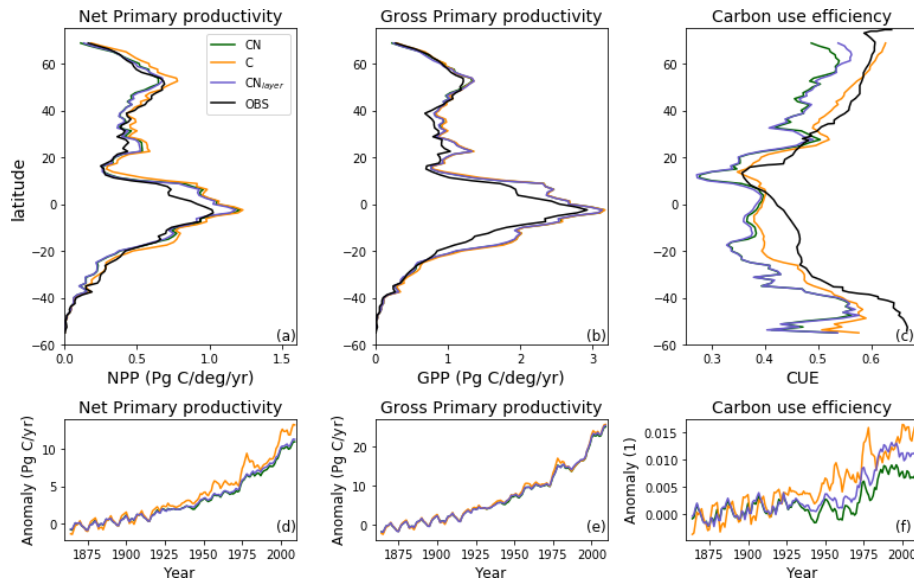 Net Primary productivity
Gross Primary productivity
Carbon use efficiency
CN
C
CNlayer
OBS
latitude
60
40
20
0
−20
−40
−60
0.0 0.5 1.0 1.5
(a)
NPP (Pg C/deg/yr)
60
40
20
0
−20
−40
−60
0 1 2 3
(b)
GPP (Pg C/deg/yr)
60
40
20
0
−20
−40
−60
0.3 0.4 0.5 0.6
(c)
CUE
Net Primary productivity
Gross Primary productivity
Carbon use efficiency
Anomaly (Pg C/yr)
10
5
0
(d)
1875 1900 1925 1950 1975 2000
Year
Anomaly (Pg C/yr)
20
10
0
(e)
1875 1900 1925 1950 1975 2000
Year
Anomaly (1)
0.015
0.010
0.005
0.000
(f)
1875 1900 1925 1950 1975 2000
Year